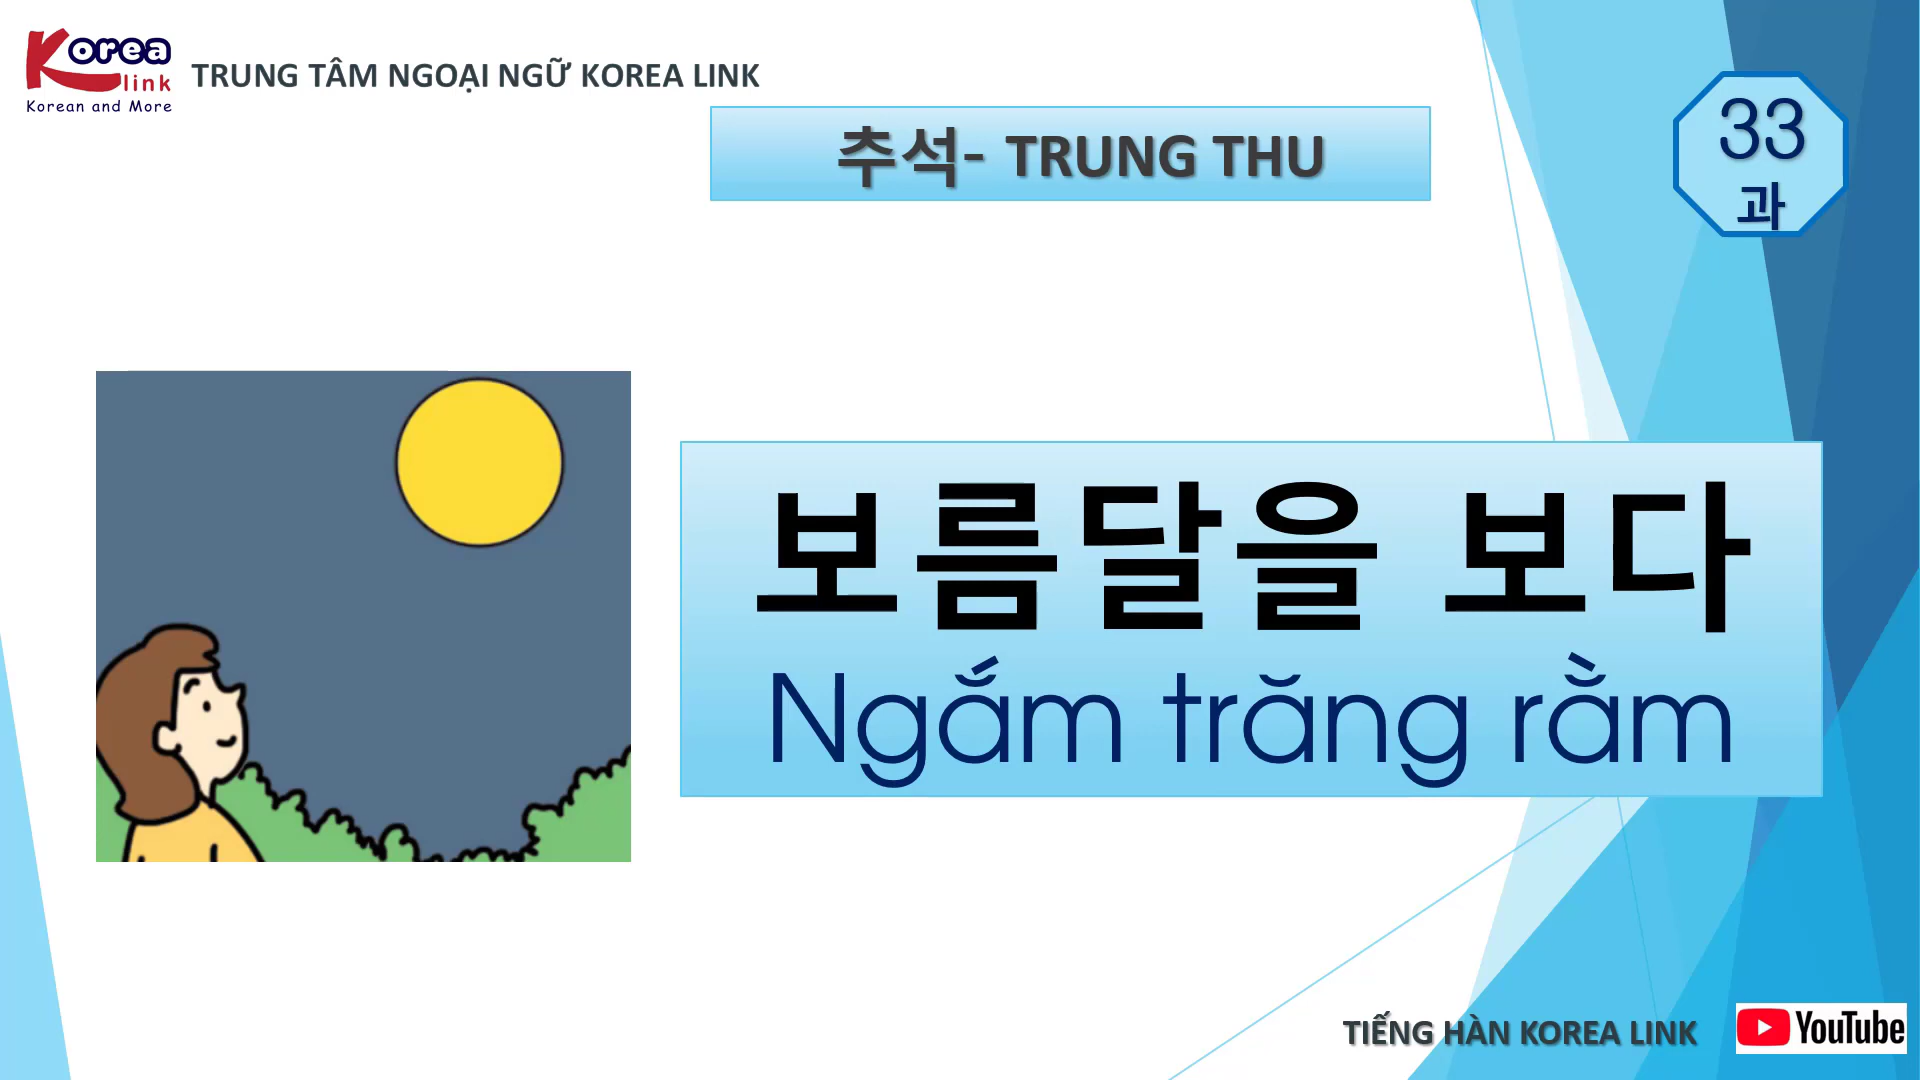 Korea
link
Korean and More
TRUNG TÂM NGOẠI NGỮ KOREA LINK
추석- TRUNG THU
33
과
보름달을 보다
Ngắm trăng rằm
TIẾNG HÀN KOREA LINK
YouTube